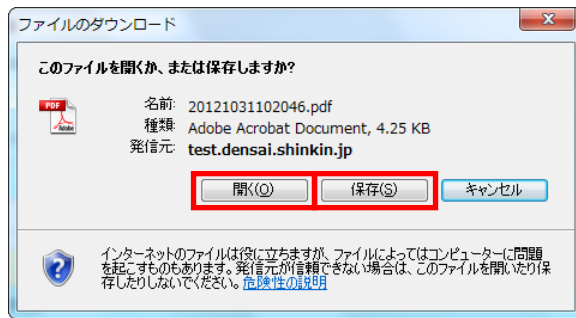 ファイルのダウンロード
このファイルを開くか、または保存しますか?
PDF
Adobe
名前: 20121031102046.pdf
種類: Adobe Acrobat Document, 4.25 KB
発信元: test.densai.shinkin.jp
開く(O) 保存(S) キャンセル
インターネットのファイルは役に立ちますが、ファイルによってはコンピューターに問題
を起こすものもあります。発信元が信頼できない場合は、このファイルを開いたり保
存したりしないでください。危険性の説明